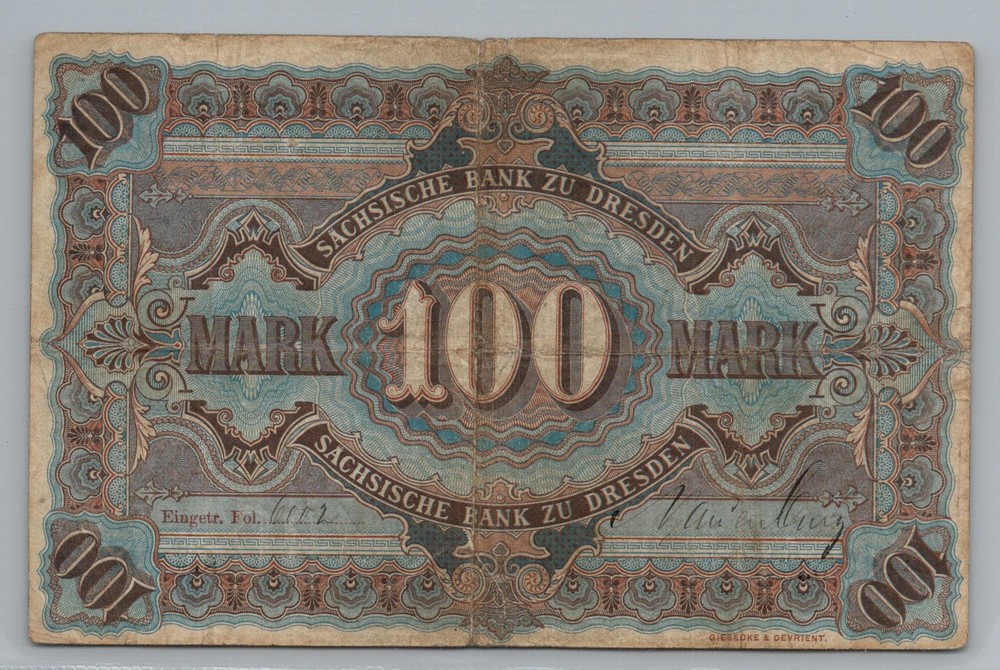 100 100
SÄCHSISCHE BANK ZU DRESDEN
MARK 100 MARK
SÄCHSISCHE BANK ZU DRESDEN
Eingetr. Fol.
100 100
GIESECKE & DEVRIENT.